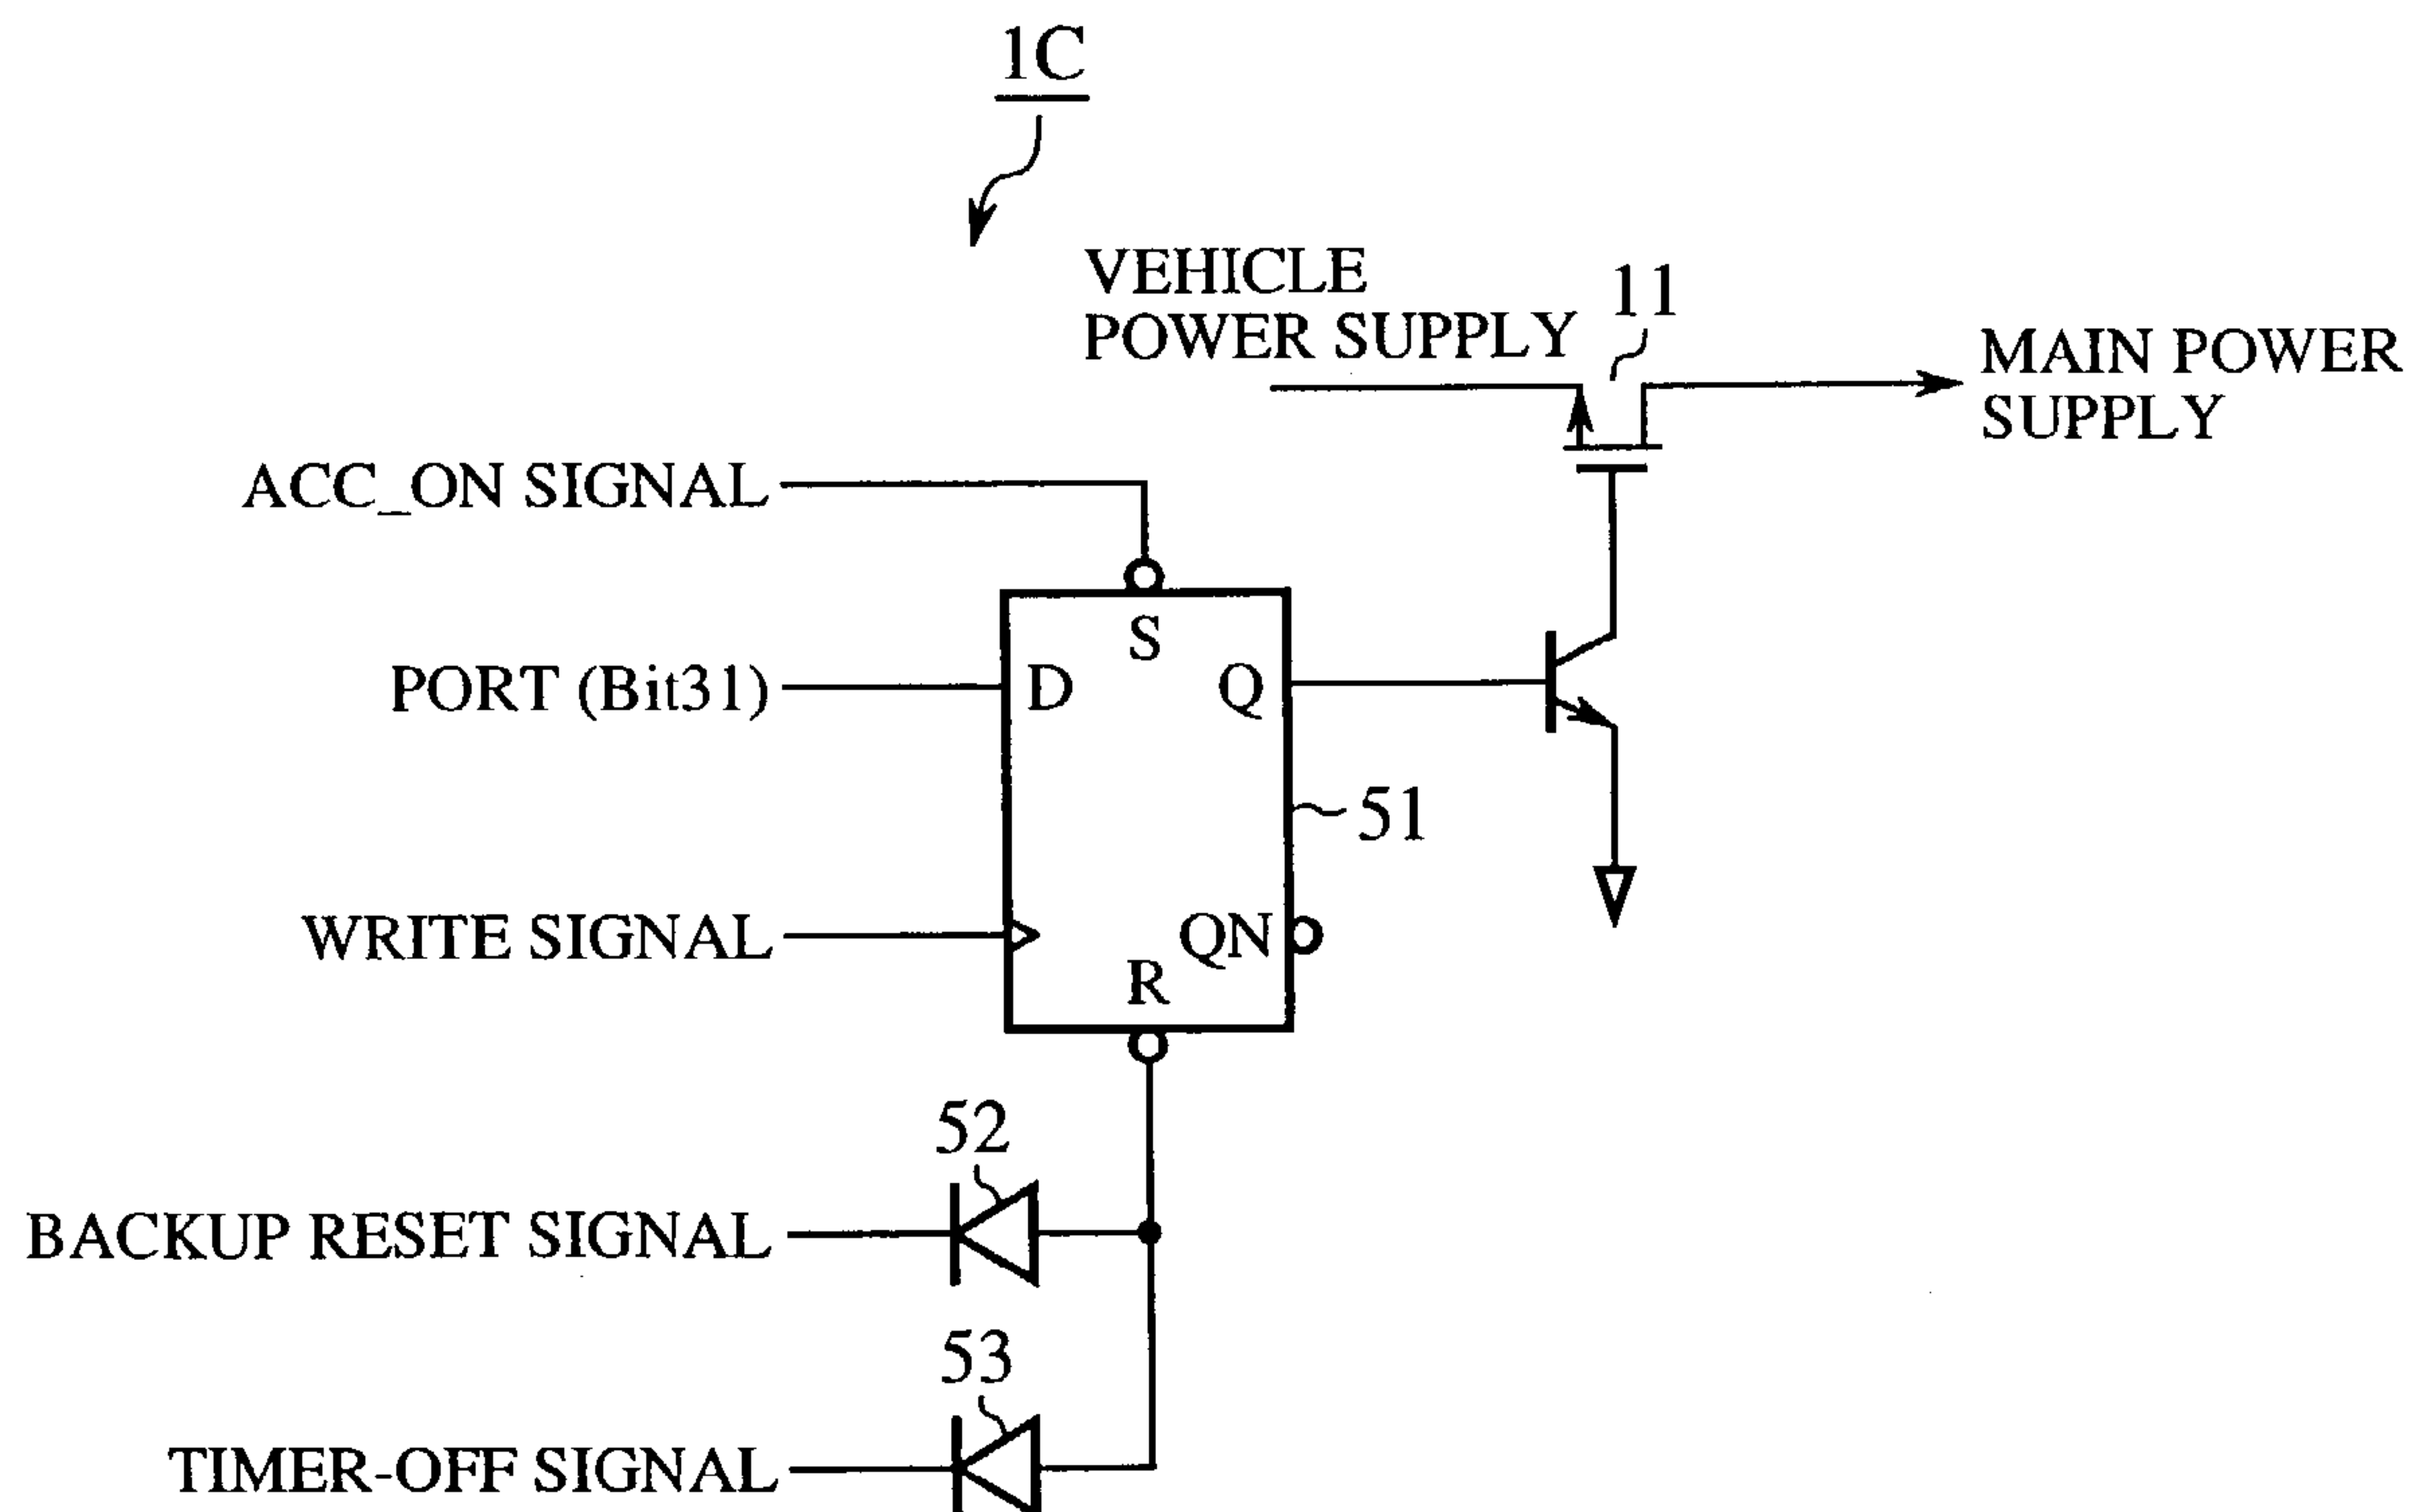 1C
VEHICLE
POWER SUPPLY
11
MAIN POWER
SUPPLY
ACC_ON SIGNAL
S
PORT (Bit31)
D
Q
51
WRITE SIGNAL
QN
R
52
BACKUP RESET SIGNAL
53
TIMER-OFF SIGNAL